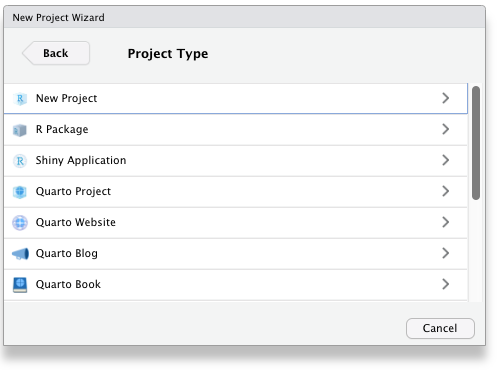 New Project Wizard
Back
Project Type
New Project
R Package
Shiny Application
Quarto Project
Quarto Website
Quarto Blog
Quarto Book
Cancel